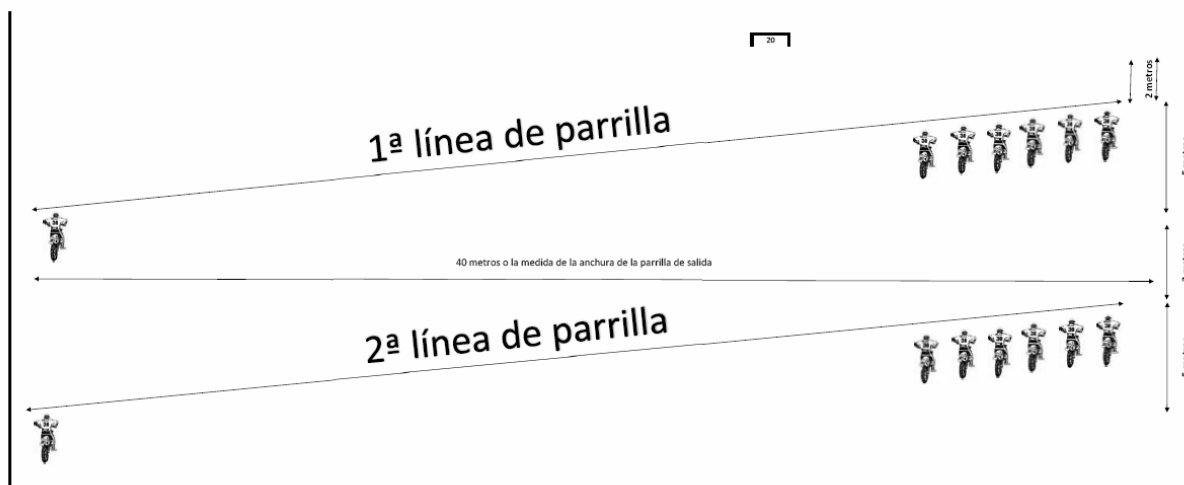 20
2 metros
1ª línea de parrilla
40 metros o la medida de la anchura de la parrilla de salida
2ª línea de parrilla